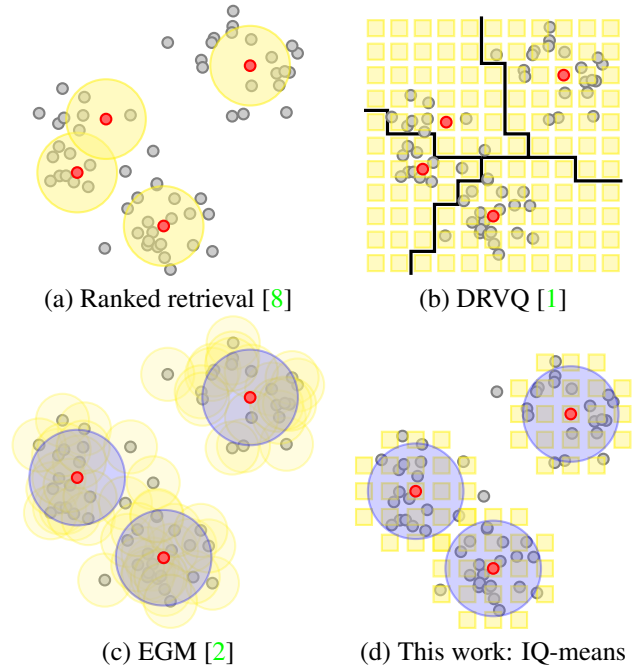 (a) Ranked retrieval [8]
(b) DRVQ [1]
(c) EGM [2]
(d) This work: IQ-means